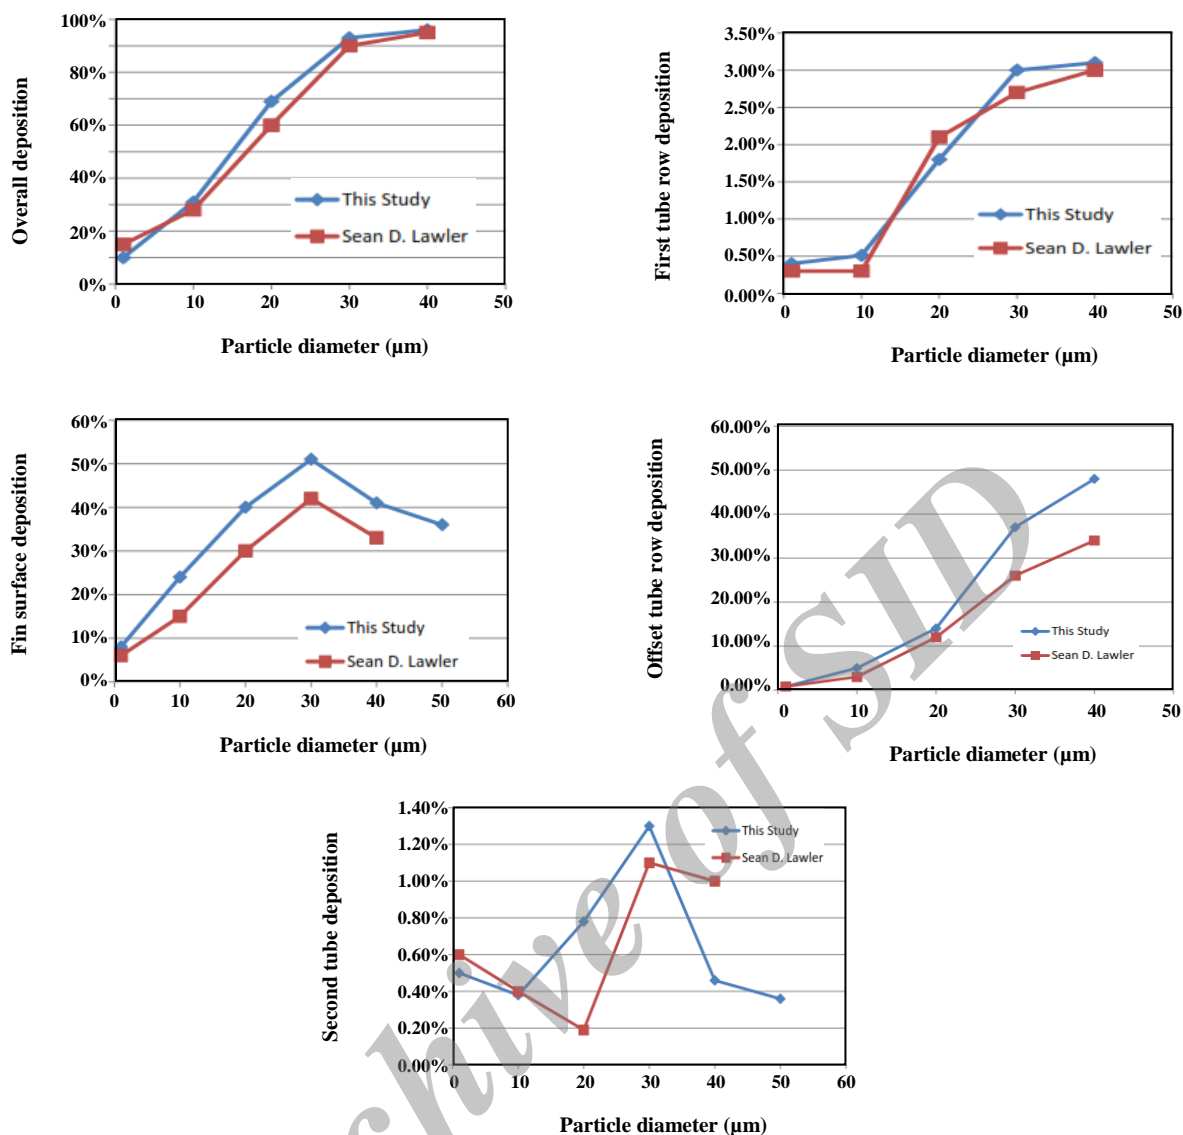 100%
80%
60%
40%
20%
0%
0 10 20 30 40 50
Overall deposition
This Study
Sean D. Lawler
Particle diameter (µm)
3.50%
3.00%
2.50%
2.00%
1.50%
1.00%
0.50%
0.00%
0 10 20 30 40 50
First tube row deposition
This Study
Sean D. Lawler
Particle diameter (µm)
60%
50%
40%
30%
20%
10%
0%
0 10 20 30 40 50 60
Fin surface deposition
This Study
Sean D. Lawler
Particle diameter (µm)
60.00%
50.00%
40.00%
30.00%
20.00%
10.00%
0.00%
0 10 20 30 40 50
Offset tube row deposition
This Study
Sean D. Lawler
Particle diameter (µm)
1.40%
1.20%
1.00%
0.80%
0.60%
0.40%
0.20%
0.00%
0 10 20 30 40 50 60
Second tube deposition
This Study
Sean D. Lawler
Particle diameter (µm)
hive of SID